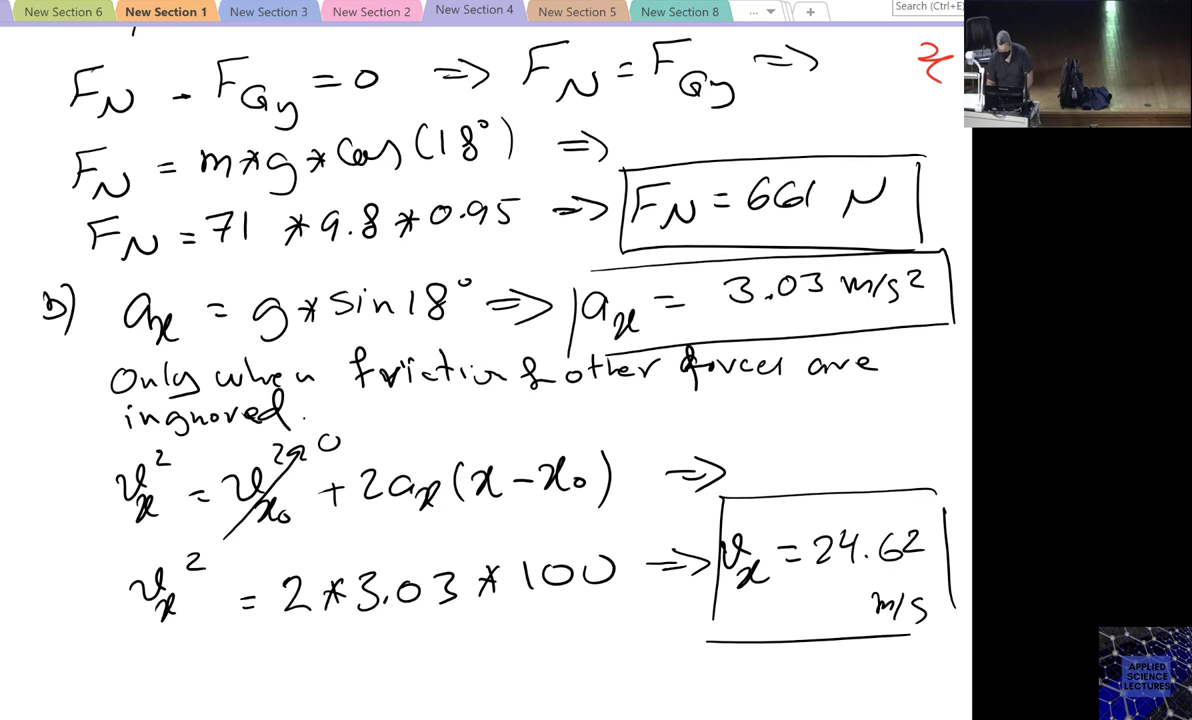 New Section 6 New Section 1 New Section 3 New Section 2 New Section 4 New Section 5 New Section 8 ... + Search (Ctrl+E)
F_N - F_Gy = 0 => F_N = F_Gy =>
F_N = m*g*cos(18°) =>
F_N = 71 * 9.8 * 0.95 => F_N = 661 N
b) a_x = g*sin18° => a_x = 3.03 m/s²
Only when friction & other forces are
ingnored.
v_x² = v_x0² → 0 + 2a_x(x - x_0) =>
v_x² = 2*3.03*100 => v_x = 24.62
m/s
APPLIED
SCIENCE
LECTURES